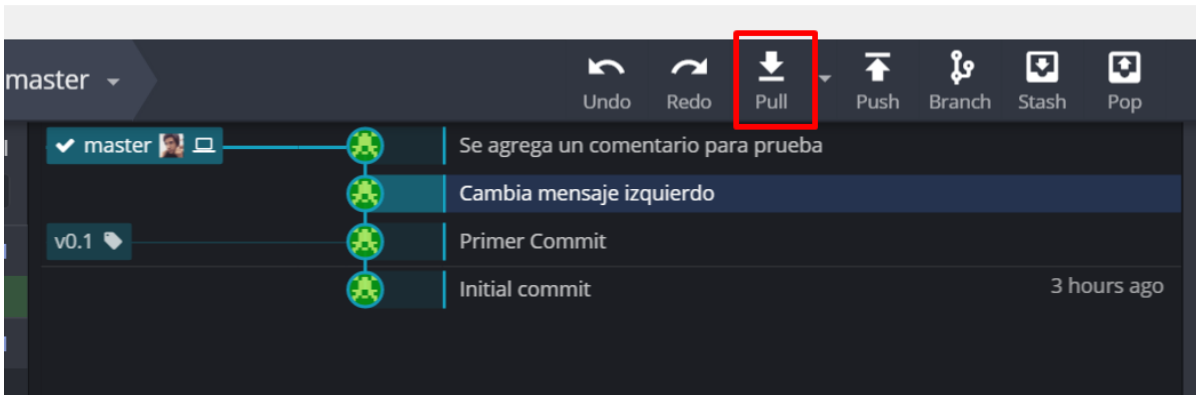 master
Undo Redo Pull Push Branch Stash Pop
master Se agrega un comentario para prueba
Cambia mensaje izquierdo
v0.1 Primer Commit
Initial commit 3 hours ago